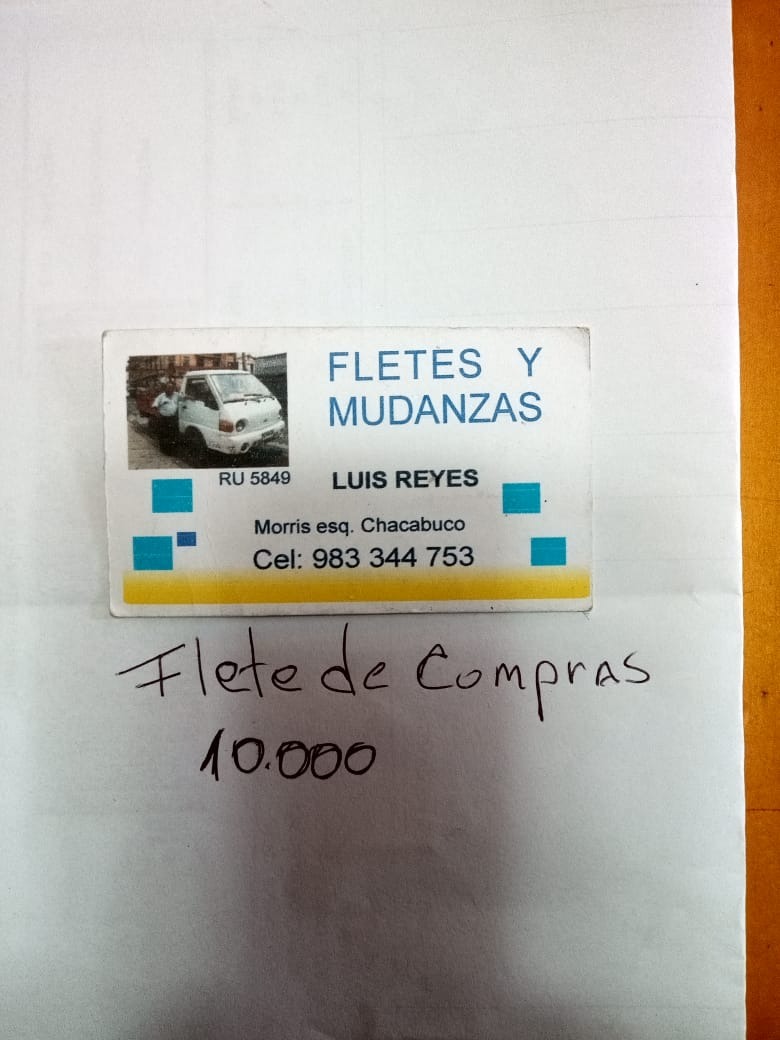 FLETES Y
MUDANZAS
RU 5849
LUIS REYES
Morris esq. Chacabuco
Cel: 983 344 753
Flete de Compras
10.000